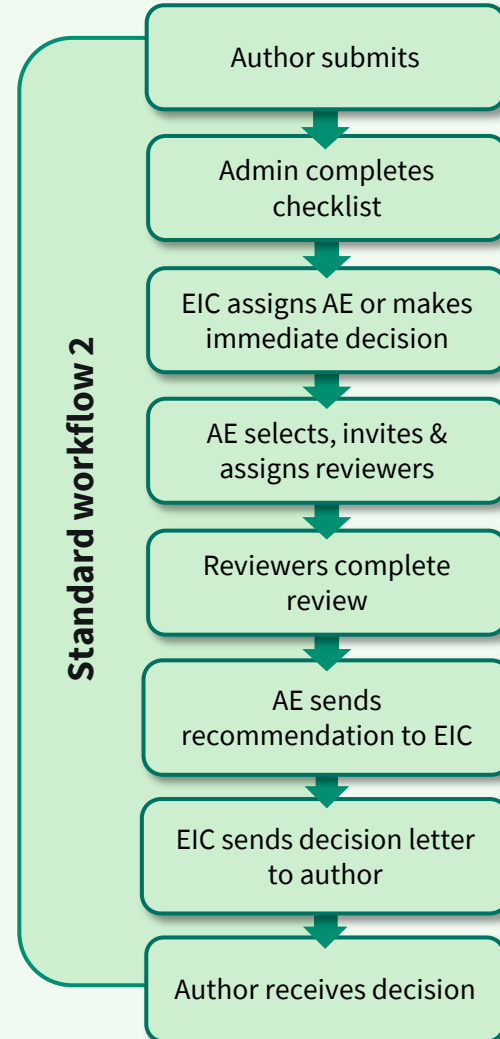 Standard workflow 2
Author submits
Admin completes
checklist
EIC assigns AE or makes
immediate decision
AE selects, invites &
assigns reviewers
Reviewers complete
review
AE sends
recommendation to EIC
EIC sends decision letter
to author
Author receives decision